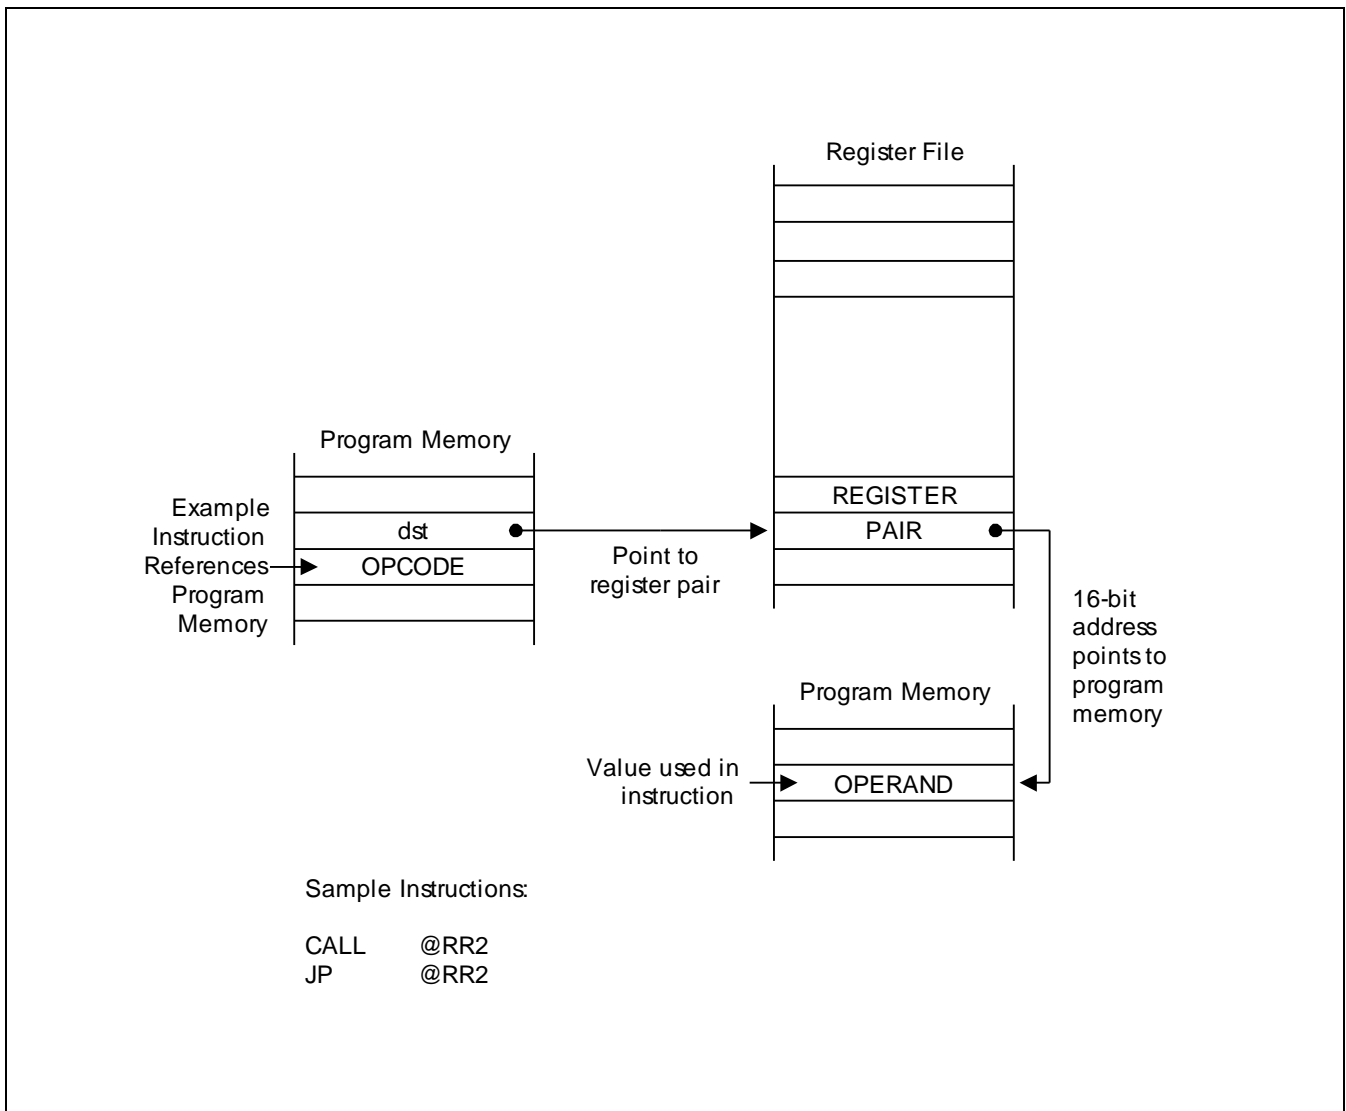 Register File
Program Memory
Example
Instruction
References
Program
Memory
dst
OPCODE
Point to
register pair
REGISTER
PAIR
16-bit
address
points to
program
memory
Program Memory
Value used in
instruction
OPERAND
Sample Instructions:
CALL @RR2
JP @RR2